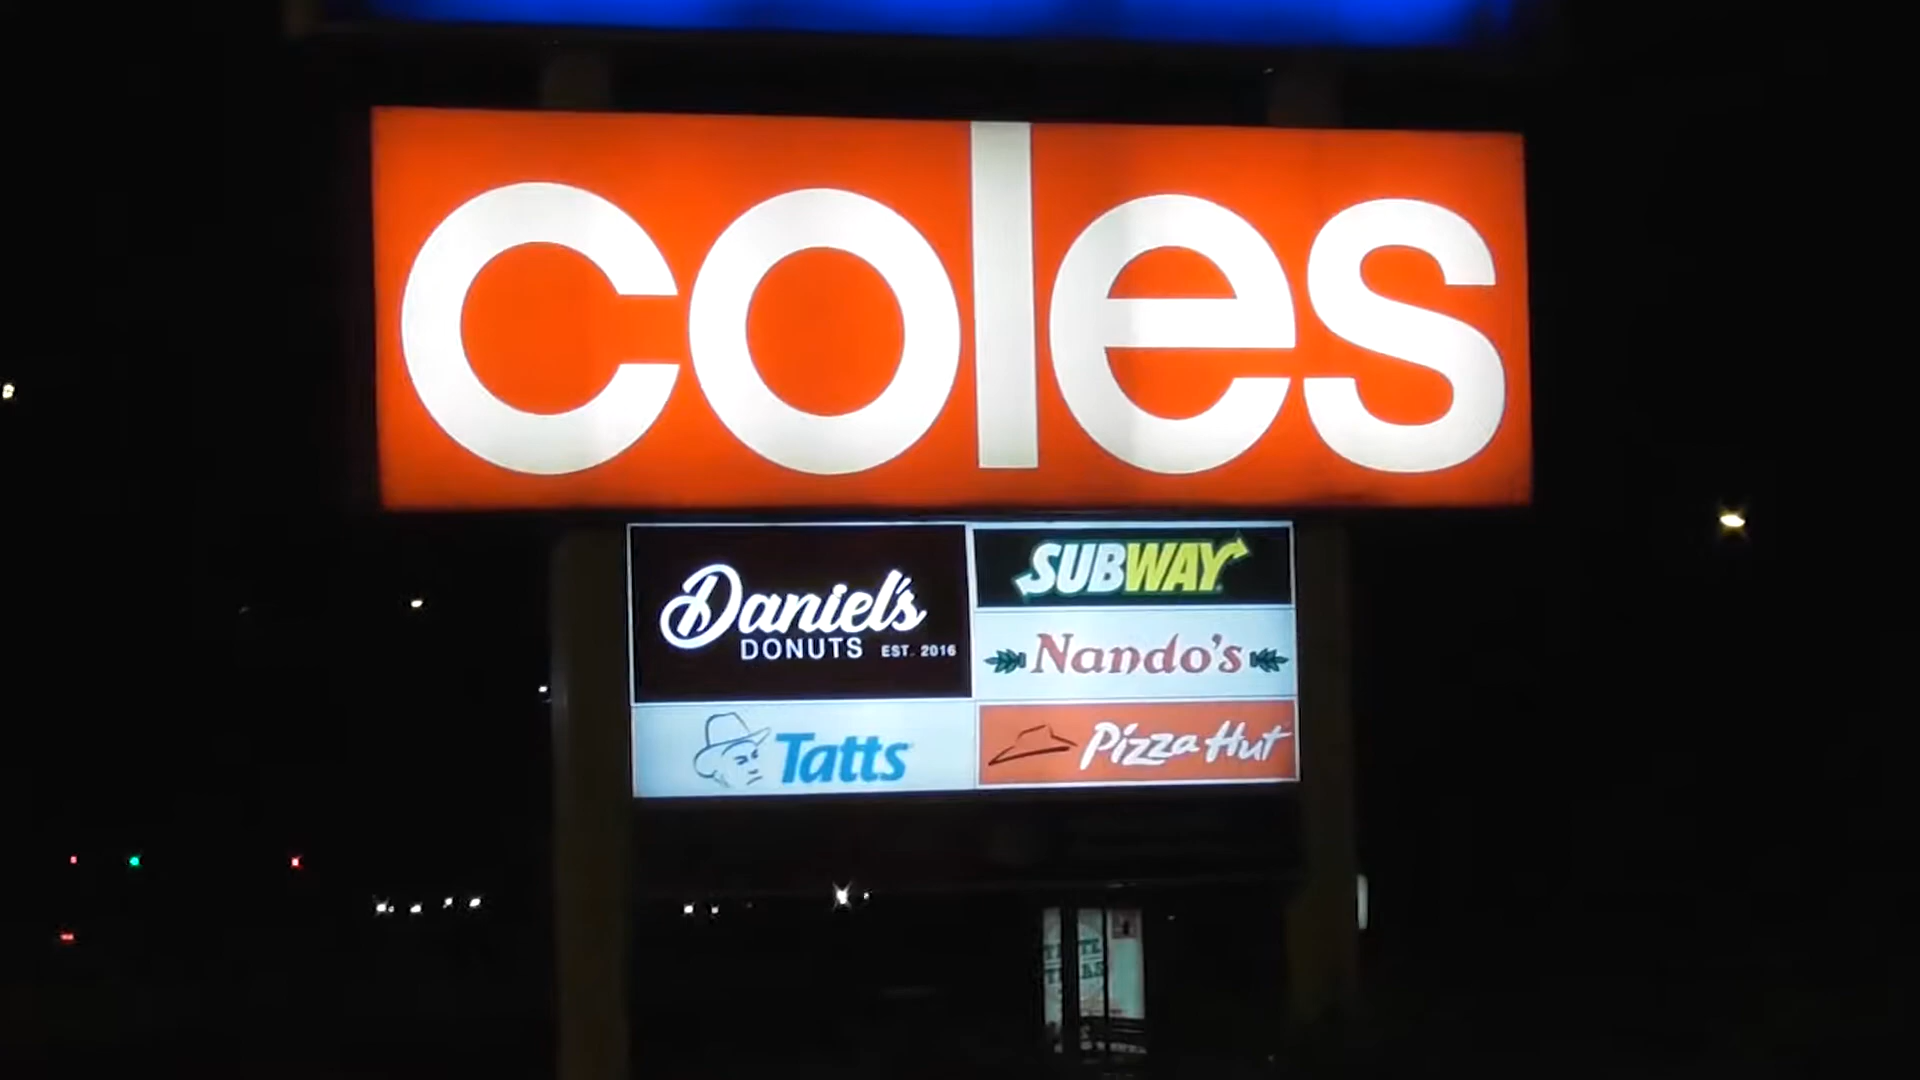 coles
Daniel's
DONUTS EST. 2016
SUBWAY
Nando's
Tatts
Pizza Hut